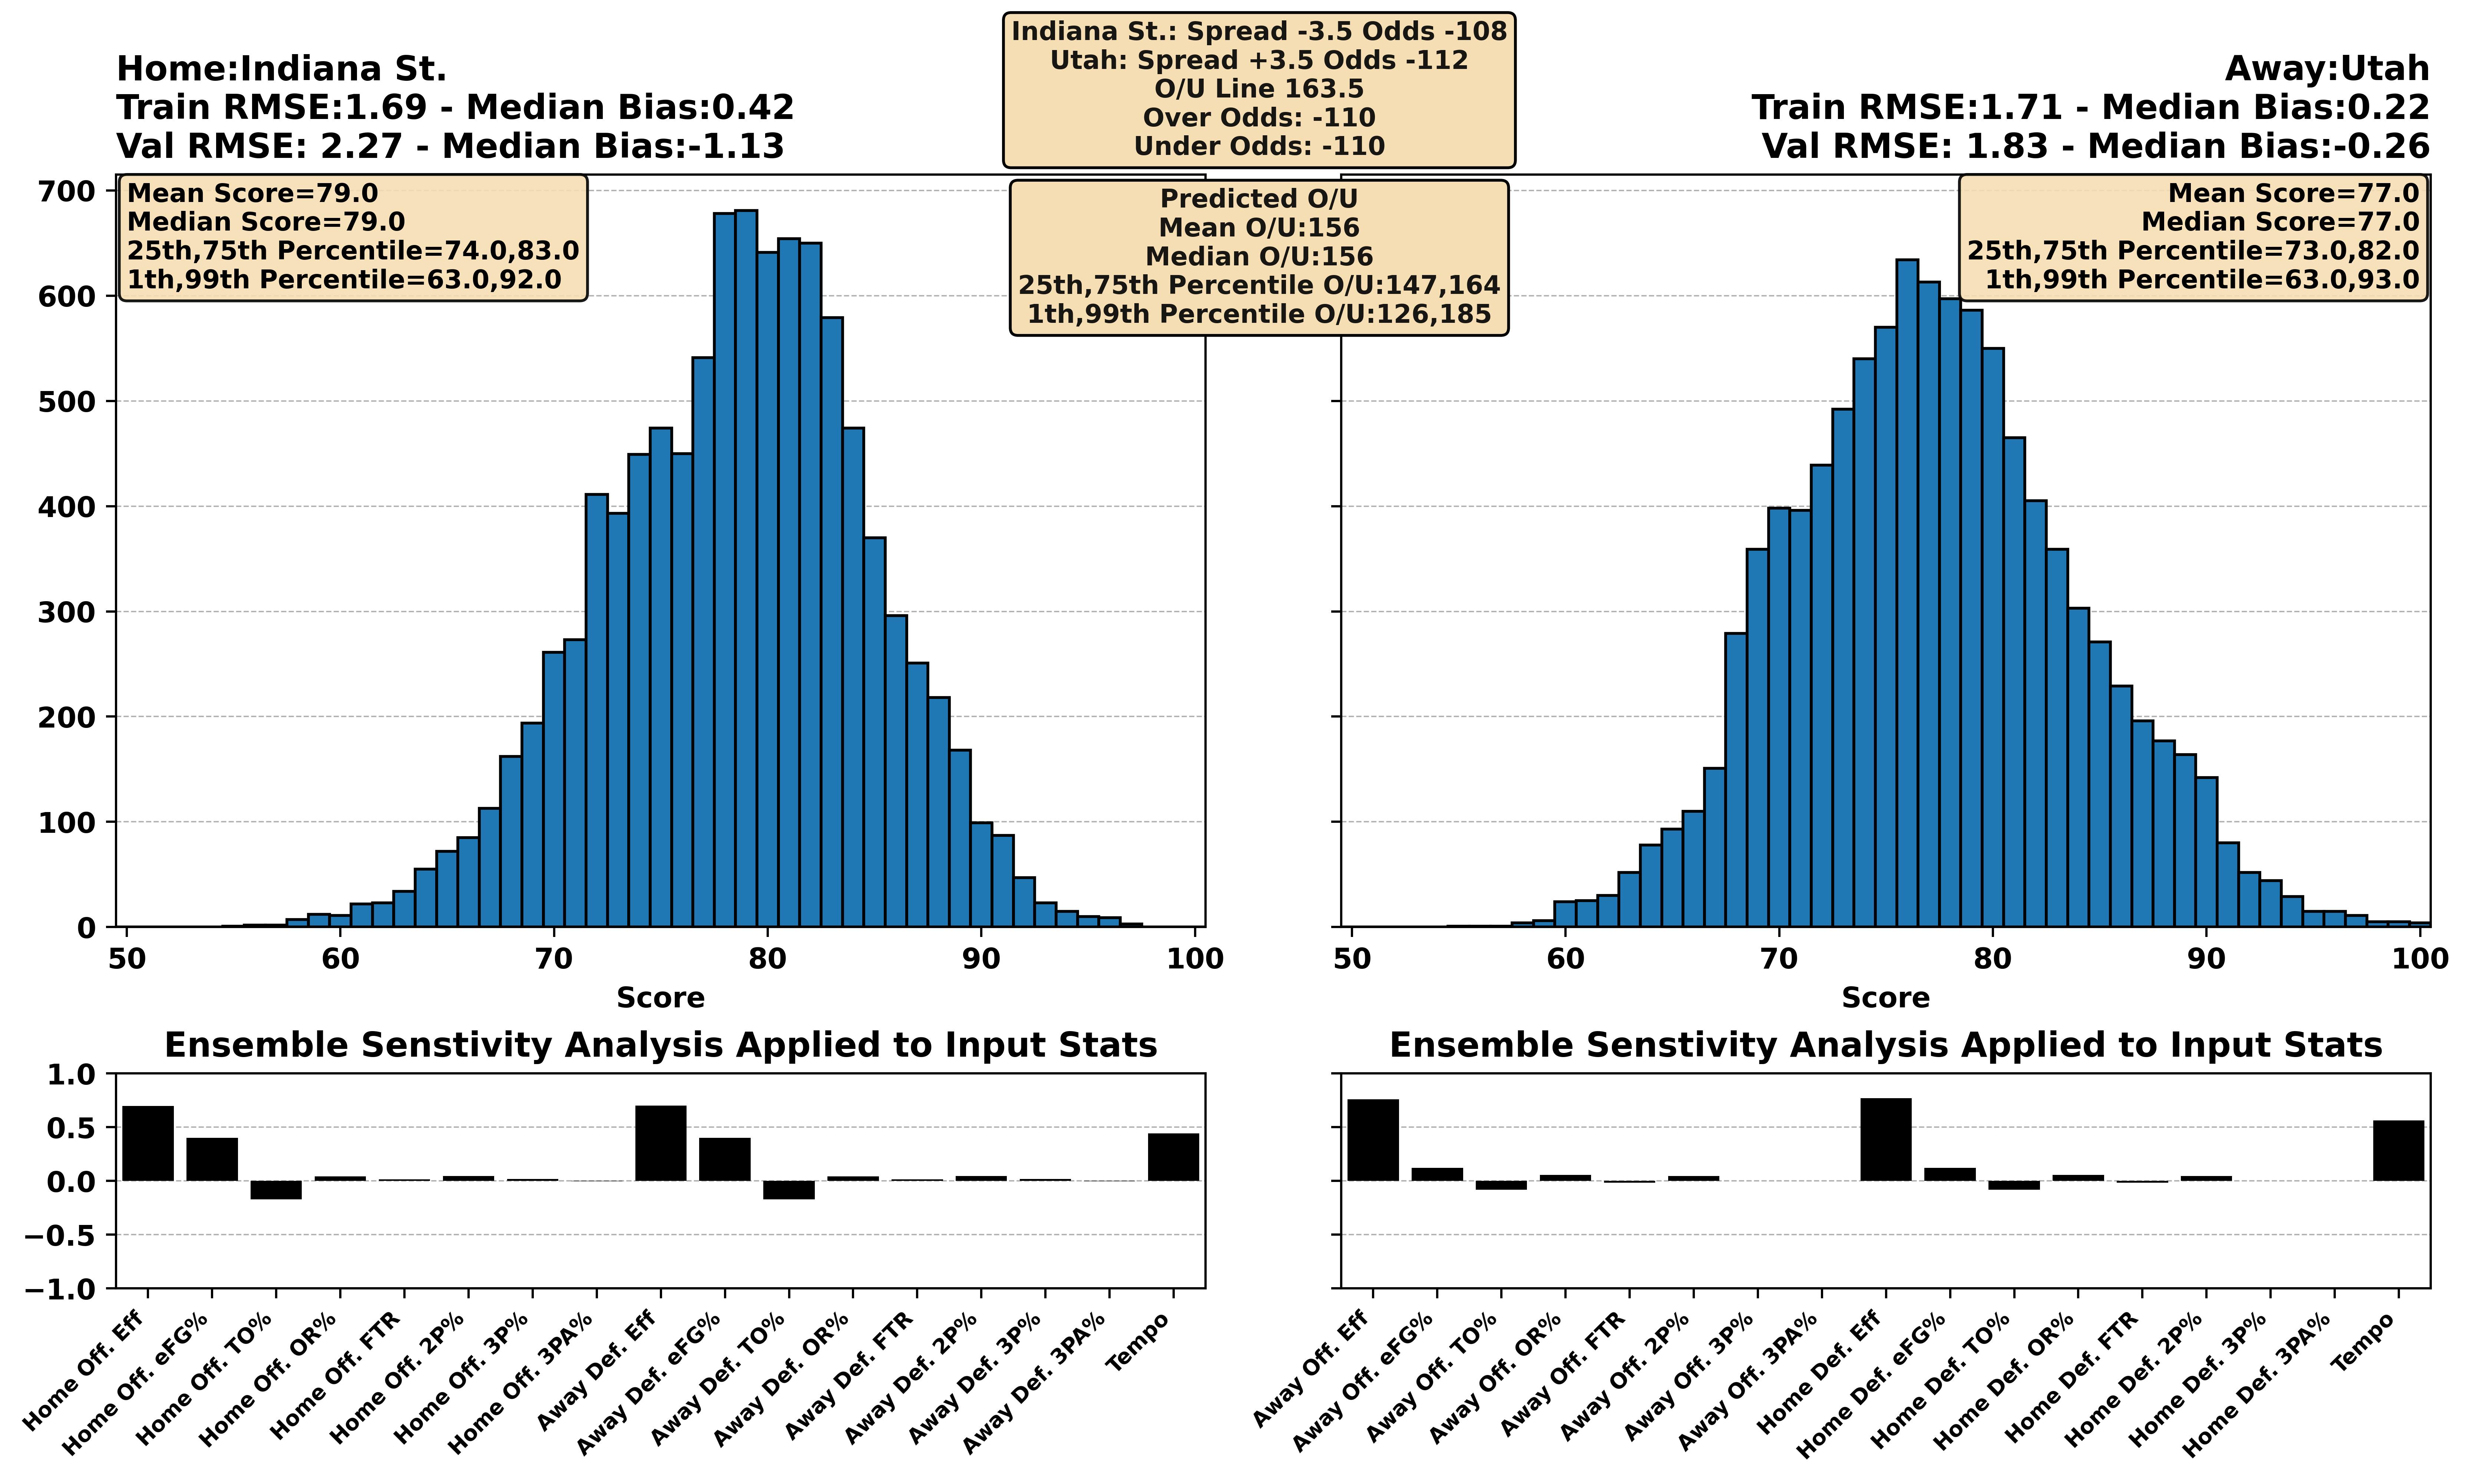 Indiana St.: Spread -3.5 Odds -108
Utah: Spread +3.5 Odds -112
O/U Line 163.5
Over Odds: -110
Under Odds: -110
Home:Indiana St.
Train RMSE:1.69 - Median Bias:0.42
Val RMSE: 2.27 - Median Bias:-1.13
Away:Utah
Train RMSE:1.71 - Median Bias:0.22
Val RMSE: 1.83 - Median Bias:-0.26
Mean Score=79.0
Median Score=79.0
25th,75th Percentile=74.0,83.0
1th,99th Percentile=63.0,92.0
Predicted O/U
Mean O/U:156
Median O/U:156
25th,75th Percentile O/U:147,164
1th,99th Percentile O/U:126,185
Mean Score=77.0
Median Score=77.0
25th,75th Percentile=73.0,82.0
1th,99th Percentile=63.0,93.0
700
600
500
400
300
200
100
0
50 60 70 80 90 100
Score
50 60 70 80 90 100
Score
Ensemble Senstivity Analysis Applied to Input Stats
1.0
0.5
0.0
−0.5
−1.0
Home Off. Eff
Home Off. eFG%
Home Off. TO%
Home Off. OR%
Home Off. FTR
Home Off. 2P%
Home Off. 3P%
Home Off. 3PA%
Away Def. Eff
Away Def. eFG%
Away Def. TO%
Away Def. OR%
Away Def. FTR
Away Def. 2P%
Away Def. 3P%
Away Def. 3PA%
Tempo
Ensemble Senstivity Analysis Applied to Input Stats
Away Off. Eff
Away Off. eFG%
Away Off. TO%
Away Off. OR%
Away Off. FTR
Away Off. 2P%
Away Off. 3P%
Away Off. 3PA%
Home Def. Eff
Home Def. eFG%
Home Def. TO%
Home Def. OR%
Home Def. FTR
Home Def. 2P%
Home Def. 3P%
Home Def. 3PA%
Tempo